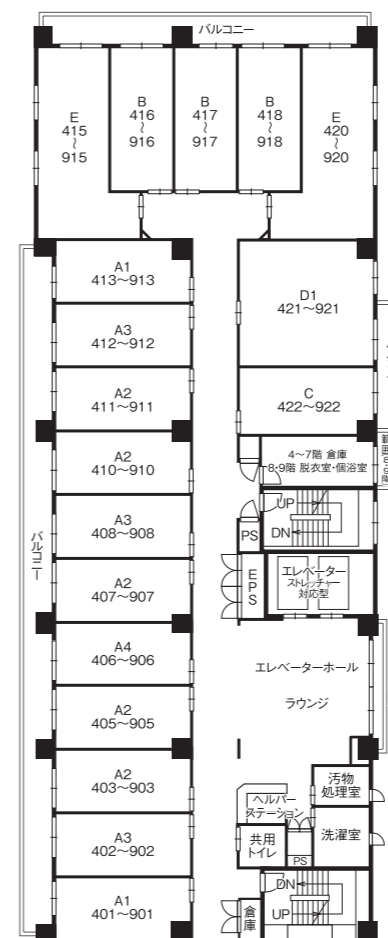 バルコニー
E
415
～
915
B
416
～
916
B
417
～
917
B
418
～
918
E
420
～
920
A1
413～913
A3
412～912
A2
411～911
A2
410～910
A3
408～908
A2
407～907
A4
406～906
A2
405～905
A2
403～903
A3
402～902
A1
401～901
バルコニー
D1
421～921
C
422～922
4～7階 倉庫
8・9階 脱衣室・個浴室
UP
DN
PS
EPS
エレベーター
ストレッチャー
対応型
エレベーターホール
ラウンジ
汚物
処理室
ヘルパー
ステーション
共用
トイレ
PS
洗濯室
DN
UP
倉庫